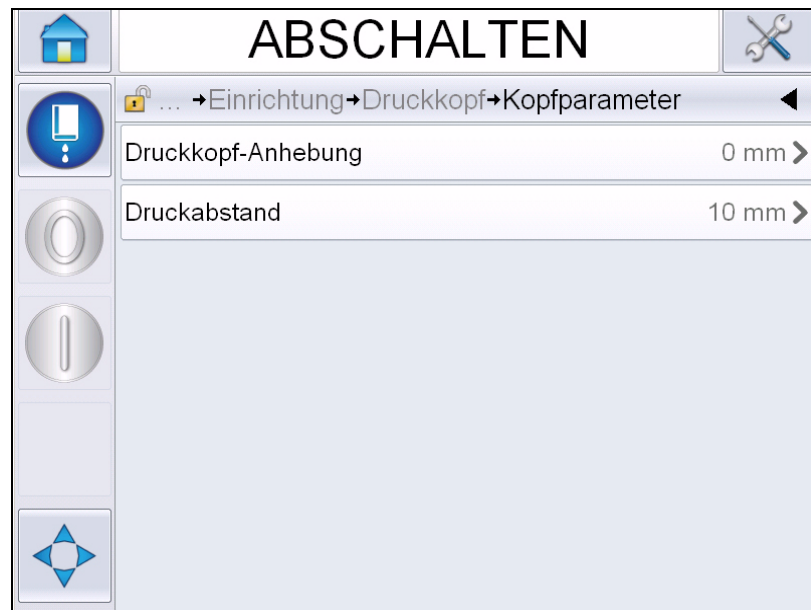 ABSCHALTEN
... →Einrichtung→Druckkopf→Kopfparameter
Druckkopf-Anhebung 0 mm
Druckabstand 10 mm